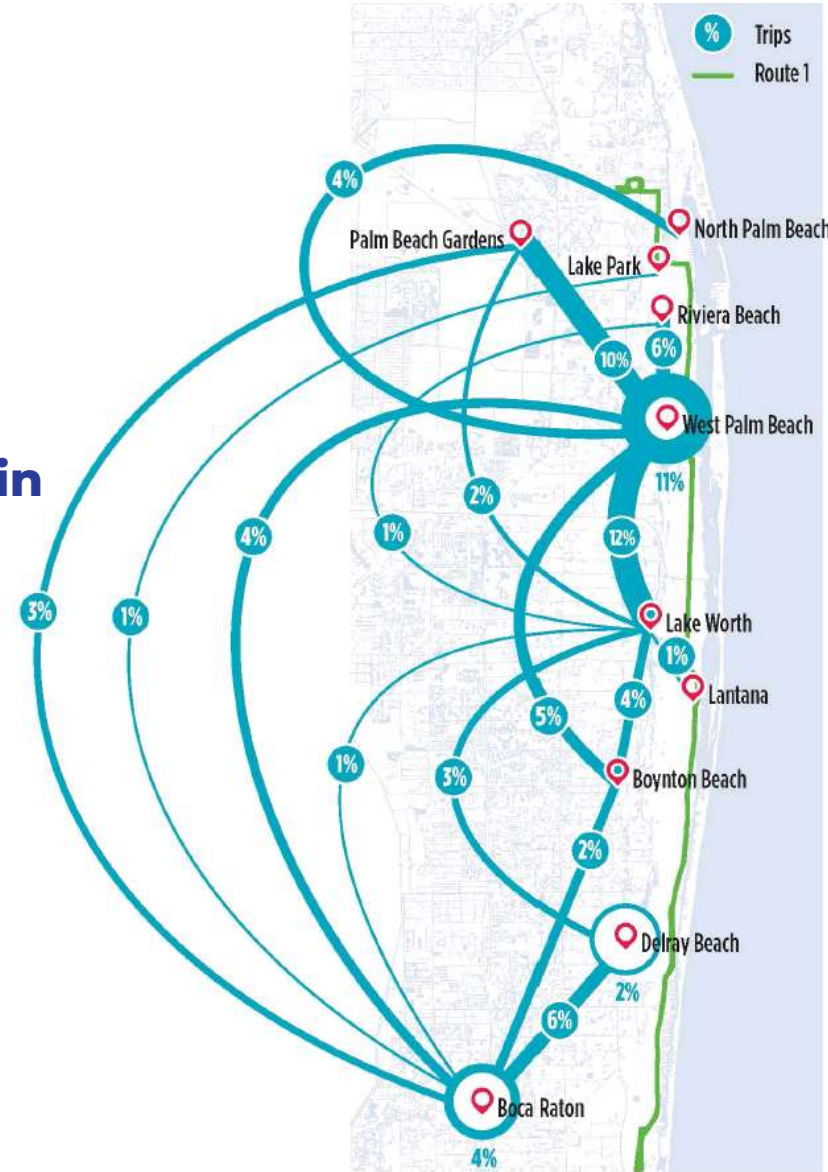 % Trips
Route 1
4%
North Palm Beach
Palm Beach Gardens
Lake Park
Riviera Beach
6%
10%
West Palm Beach
in
11%
2%
1%
4%
12%
3%
1%
Lake Worth
1%
Lantana
4%
5%
1%
3%
Boynton Beach
2%
Delray Beach
2%
6%
Boca Raton
4%